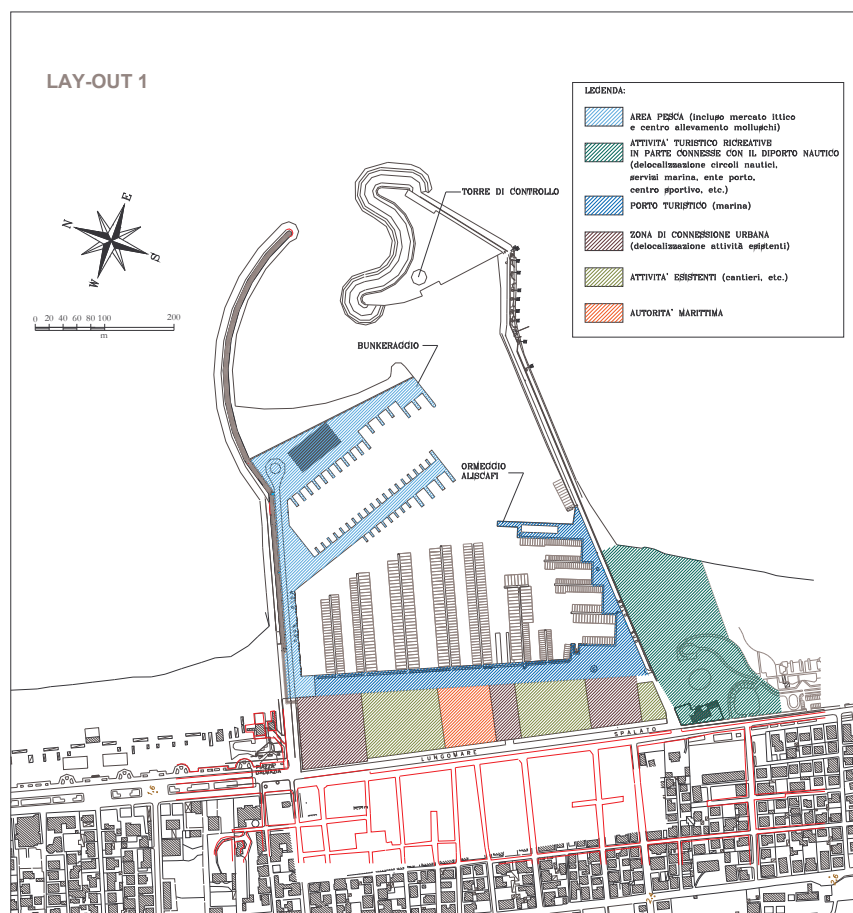 LAY-OUT 1
LEGENDA:
AREA PESCA (incluso mercato ittico
e centro allevamento molluschi)
ATTIVITA' TURISTICO RICREATIVE
IN PARTE CONNESSE CON IL DIPORTO NAUTICO
(delocalizzazione circoli nautici,
servizi marina, ente porto,
centro sportivo, etc.)
PORTO TURISTICO (marina)
ZONA DI CONNESSIONE URBANA
(delocalizzazione attività esistenti)
ATTIVITA' ESISTENTI (cantieri, etc.)
AUTORITA' MARITTIMA
TORRE DI CONTROLLO
N
E
S
W
0 20 40 60 80 100 200
m
BUNKERAGGIO
ORMEGGIO
ALISCAFI
LUNGOMARE
SPALATO
PIAZZA
1,6